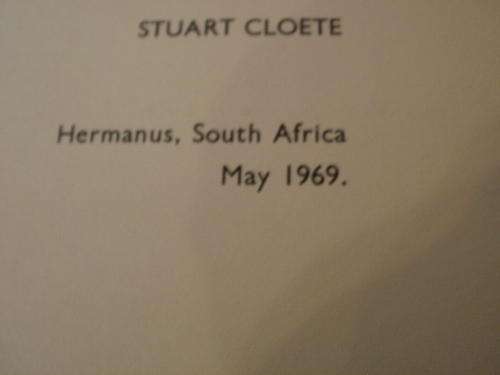 STUART CLOETE
Hermanus, South Africa
May 1969.